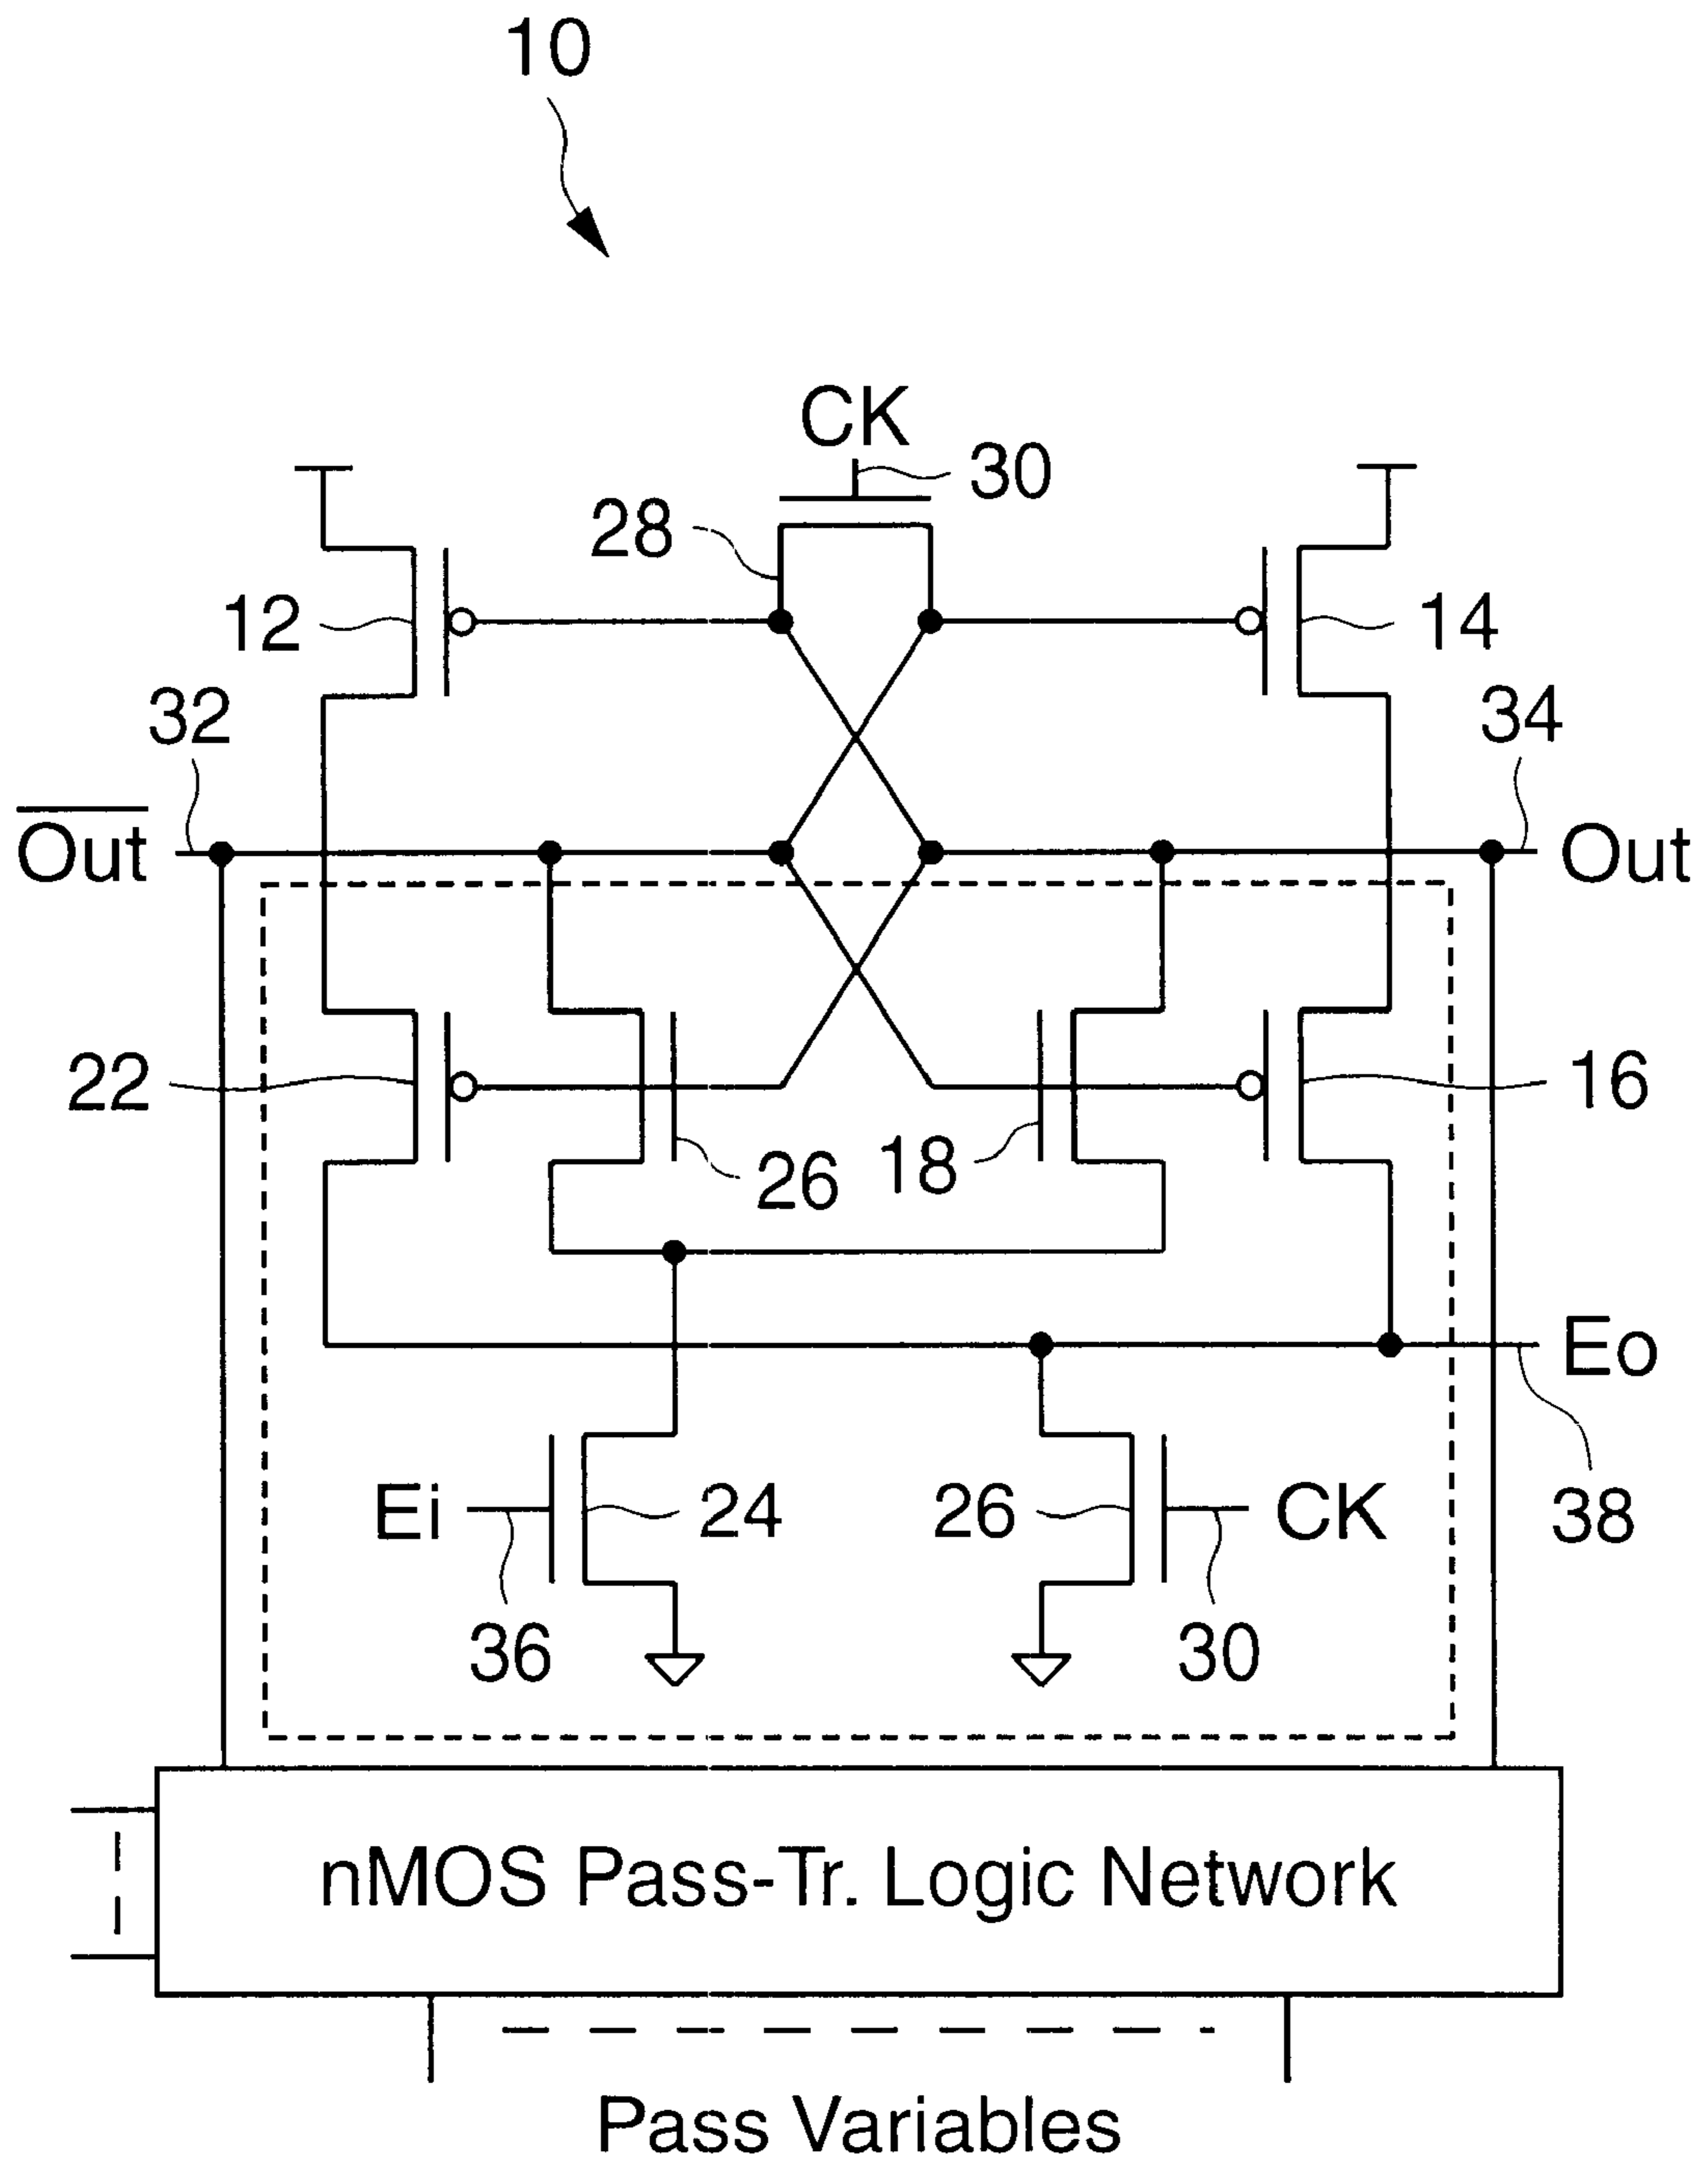 10
CK
30
28
12
14
32
34
O̅u̅t̅
Out
22
16
26
18
Eo
Ei
24
26
CK
38
36
30
nMOS Pass-Tr. Logic Network
Pass Variables